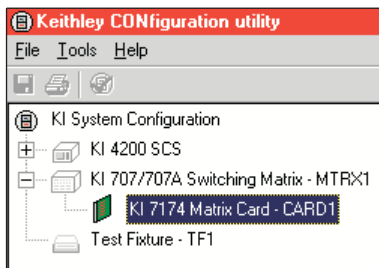 Keithley CONfiguration utility
File Tools Help
KI System Configuration
KI 4200 SCS
KI 707/707A Switching Matrix - MTRX1
KI 7174 Matrix Card - CARD1
Test Fixture - TF1